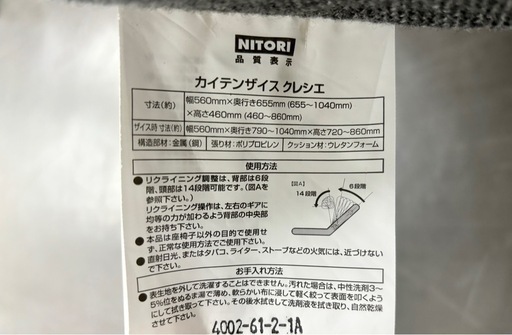 NITORI
品質表示
カイテンザイス クレシエ
寸法(約) 幅560mm×奥行き655mm(655~1040mm)
×高さ460mm(460~860mm)
ザイス時 寸法(約) 幅560mm×奥行き790~1040mm×高さ720~860mm
構造部材:金属(鋼) 張り材:ポリプロピレン クッション材:ウレタンフォーム
使用方法
●リクライニング調整は、背部は6段
階、頭部は14段階可能です。(図Aを
参照下さい。)
リクライニング操作は、左右のギアに
均等の力が加わるよう背部の中央部
をお持ち下さい。
【図A】
14段階
6段階
●本品は座椅子以外の目的で使用せ
ず、正常な使用方法でご使用下さい。
●直射日光、またはタバコ、ライター、ストーブなどの火気には、近づけない
で下さい。
お手入れ方法
●表生地を外して洗濯することはできません。汚れた場合は、中性洗剤3~
5%位をぬるま湯で薄め、軟らかい布に浸して軽く絞って表面を叩くよう
にして拭き取って下さい。その後水拭きして洗剤液を拭き取り、自然乾燥
させて下さい。
4002-61-2-1A